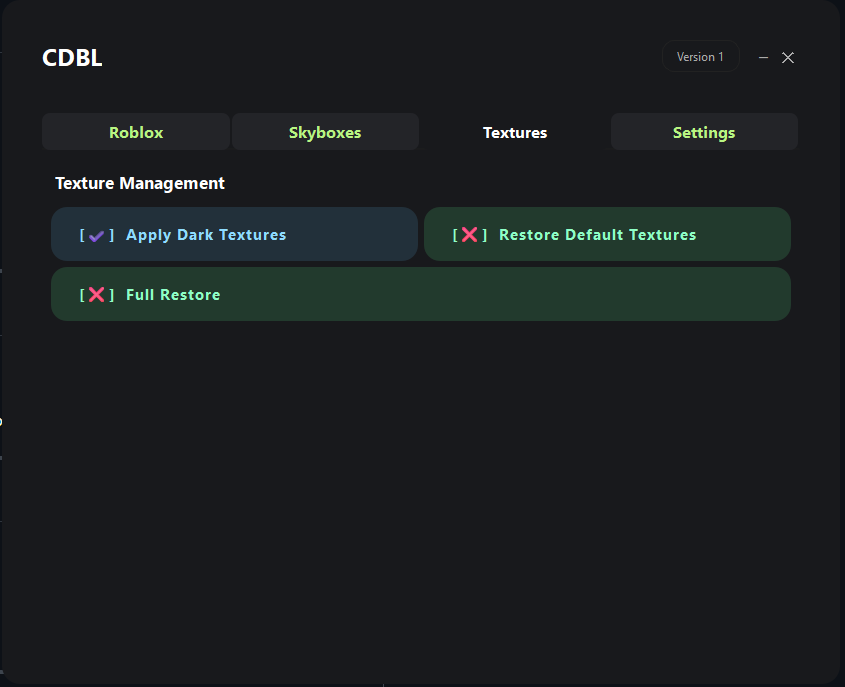 CDBL
Version 1
Roblox
Skyboxes
Textures
Settings
Texture Management
[✔] Apply Dark Textures
[❌] Restore Default Textures
[❌] Full Restore